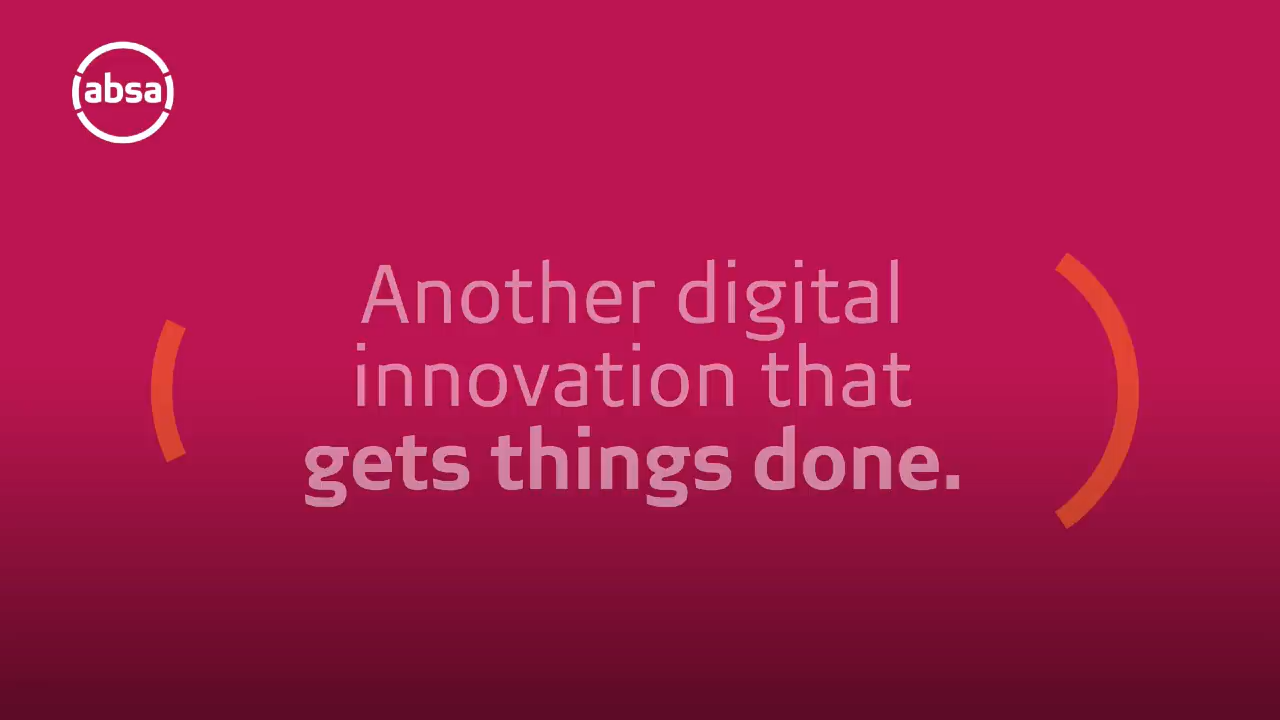 absa
Another digital
innovation that
gets things done.